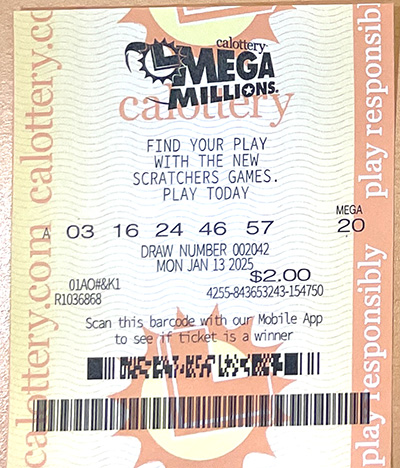 calottery
MEGA
MILLIONS.
calottery
FIND YOUR PLAY
WITH THE NEW
SCRATCHERS GAMES.
PLAY TODAY
MEGA
A 03 16 24 46 57 20
DRAW NUMBER 002042
MON JAN 13 2025
$2.00
01AO#&K1
R1036868 4255-843653243-154750
Scan this barcode with our Mobile App
to see if ticket is a winner
calottery.com calottery.co
play responsibly play responsibl